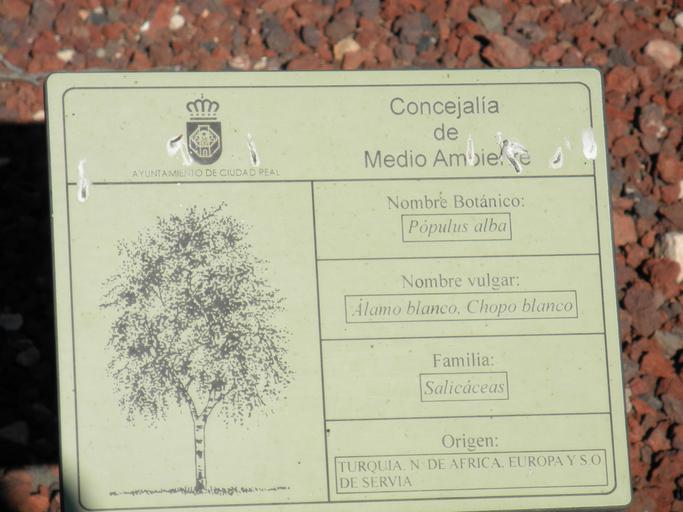 AYUNTAMIENTO DE CIUDAD REAL
Concejalía
de
Medio Ambiente
Nombre Botánico:
Pópulus alba
Nombre vulgar:
Álamo blanco, Chopo blanco
Familia:
Salicáceas
Origen:
TURQUIA. N DE AFRICA. EUROPA Y S.O
DE SERVIA